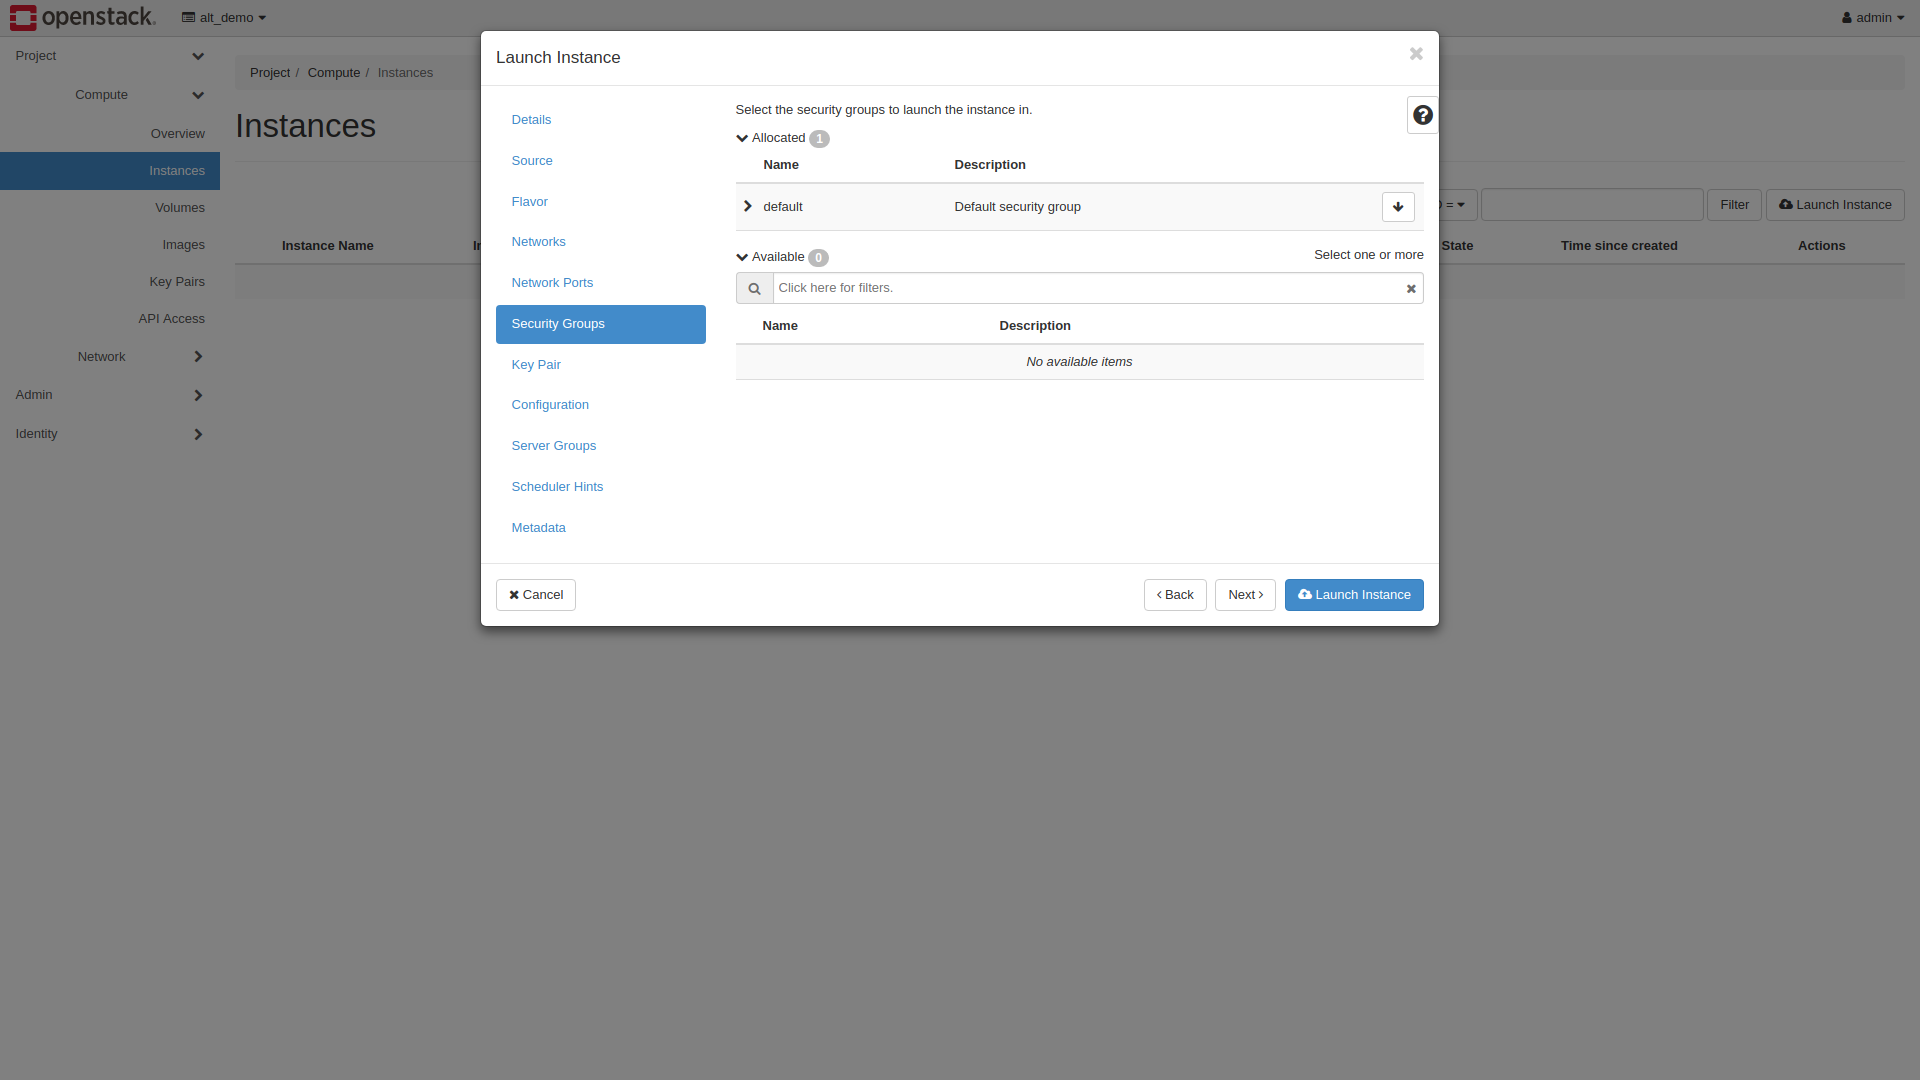 openstack. alt_demo admin
Project
Compute
Overview
Instances
Volumes
Images
Key Pairs
API Access
Network
Admin
Identity
Project / Compute / Instances
Instances
= Filter Launch Instance
Instance Name State Time since created Actions
Launch Instance
Details
Source
Flavor
Networks
Network Ports
Security Groups
Key Pair
Configuration
Server Groups
Scheduler Hints
Metadata
Select the security groups to launch the instance in.
Allocated 1
Name Description
default Default security group
Available 0 Select one or more
Click here for filters.
Name Description
No available items
Cancel < Back Next > Launch Instance